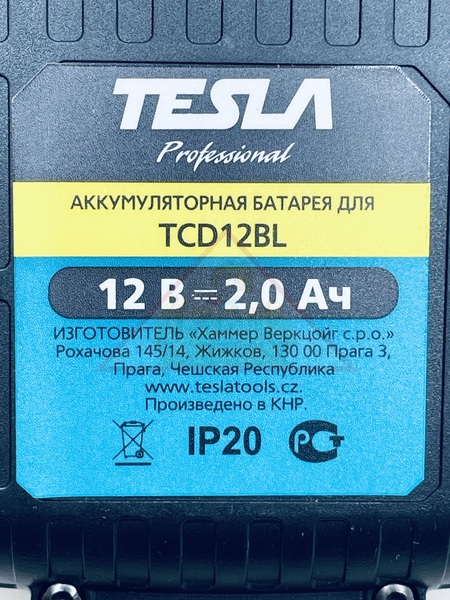 TESLA
Professional
АККУМУЛЯТОРНАЯ БАТАРЕЯ ДЛЯ
TCD12BL
12 В ⎓ 2,0 Ач
ИЗГОТОВИТЕЛЬ «Хаммер Веркцойг с.р.о.»
Рохачова 145/14, Жижков, 130 00 Прага 3,
Прага, Чешская Республика
www.teslatools.cz.
Произведено в КНР.
IP20 РСТ